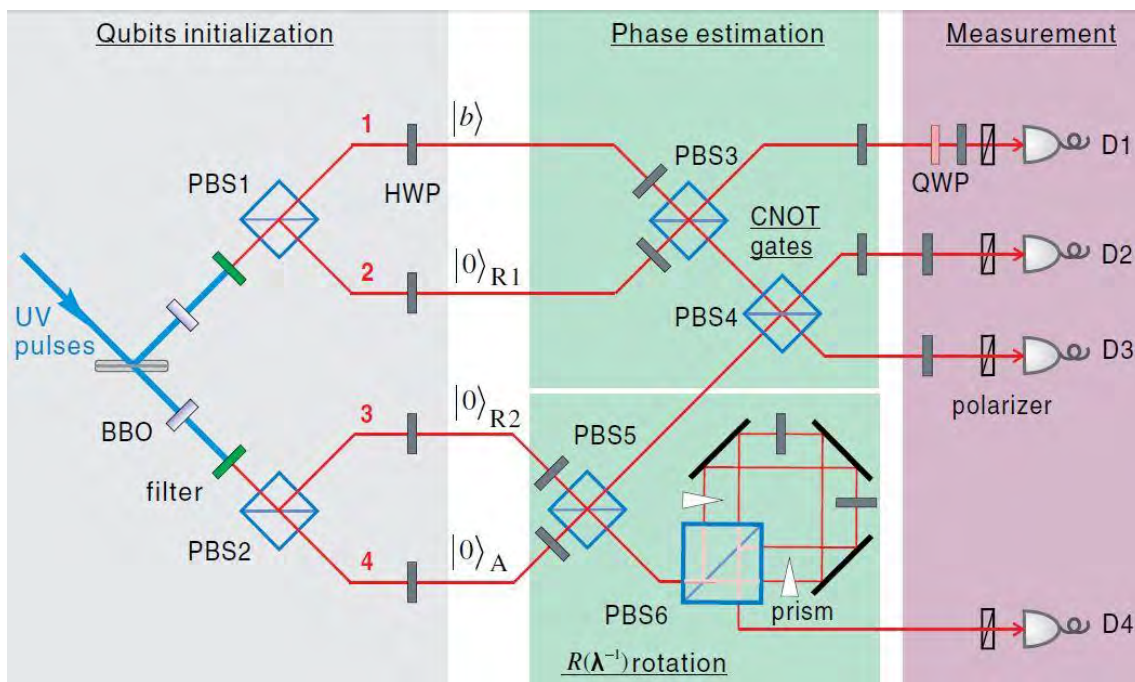 Qubits initialization
Phase estimation
Measurement
1
|b⟩
HWP
PBS1
2
|0⟩R1
UV
pulses
BBO
filter
3
|0⟩R2
PBS2
4
|0⟩A
PBS3
CNOT
gates
PBS4
PBS5
PBS6
prism
R(λ⁻¹) rotation
QWP
D1
D2
D3
polarizer
D4